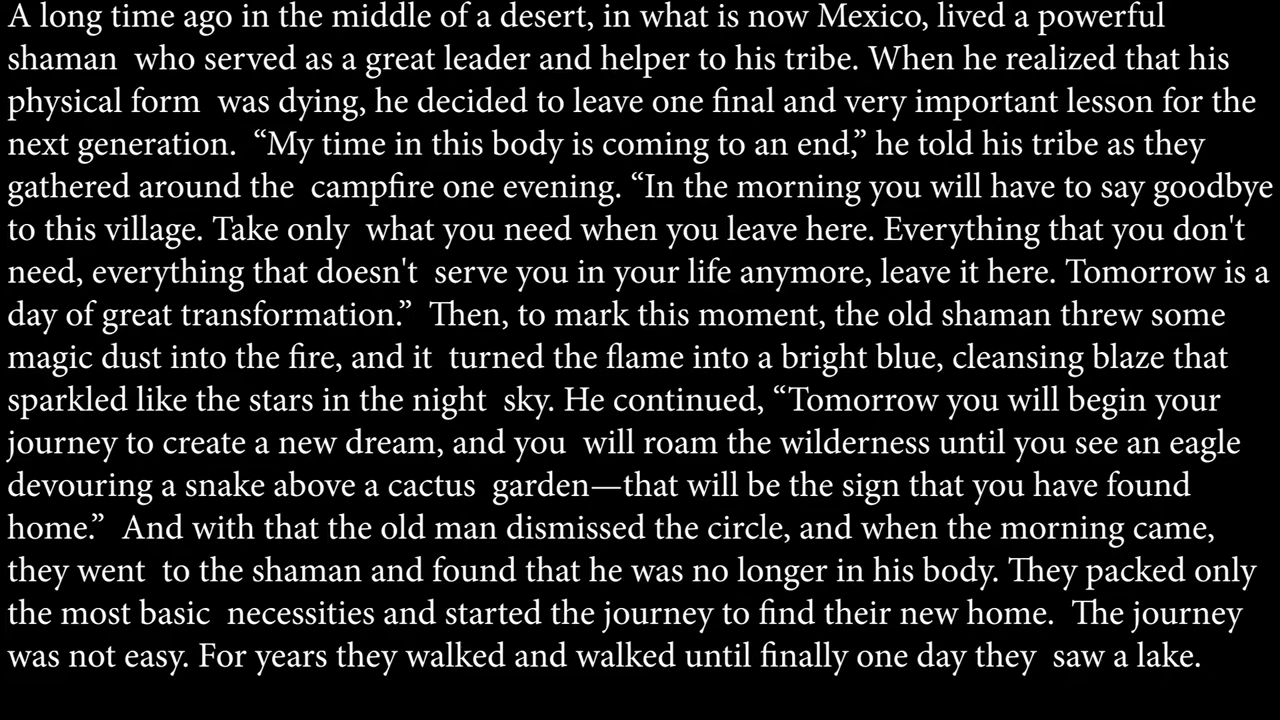 A long time ago in the middle of a desert, in what is now Mexico, lived a powerful
shaman  who served as a great leader and helper to his tribe. When he realized that his
physical form  was dying, he decided to leave one final and very important lesson for the
next generation.  “My time in this body is coming to an end,” he told his tribe as they
gathered around the  campfire one evening. “In the morning you will have to say goodbye
to this village. Take only  what you need when you leave here. Everything that you don't
need, everything that doesn't  serve you in your life anymore, leave it here. Tomorrow is a
day of great transformation.”  Then, to mark this moment, the old shaman threw some
magic dust into the fire, and it  turned the flame into a bright blue, cleansing blaze that
sparkled like the stars in the night  sky. He continued, “Tomorrow you will begin your
journey to create a new dream, and you  will roam the wilderness until you see an eagle
devouring a snake above a cactus  garden—that will be the sign that you have found
home.”  And with that the old man dismissed the circle, and when the morning came,
they went  to the shaman and found that he was no longer in his body. They packed only
the most basic  necessities and started the journey to find their new home.  The journey
was not easy. For years they walked and walked until finally one day they  saw a lake.